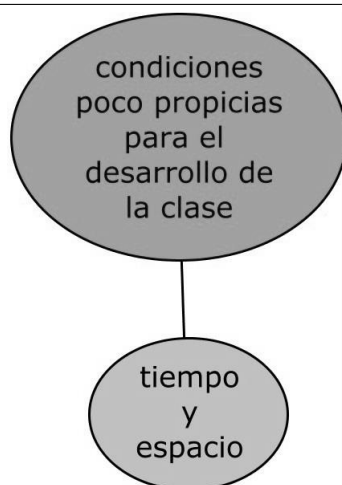 condiciones
poco propicias
para el
desarrollo de
la clase
tiempo
y
espacio